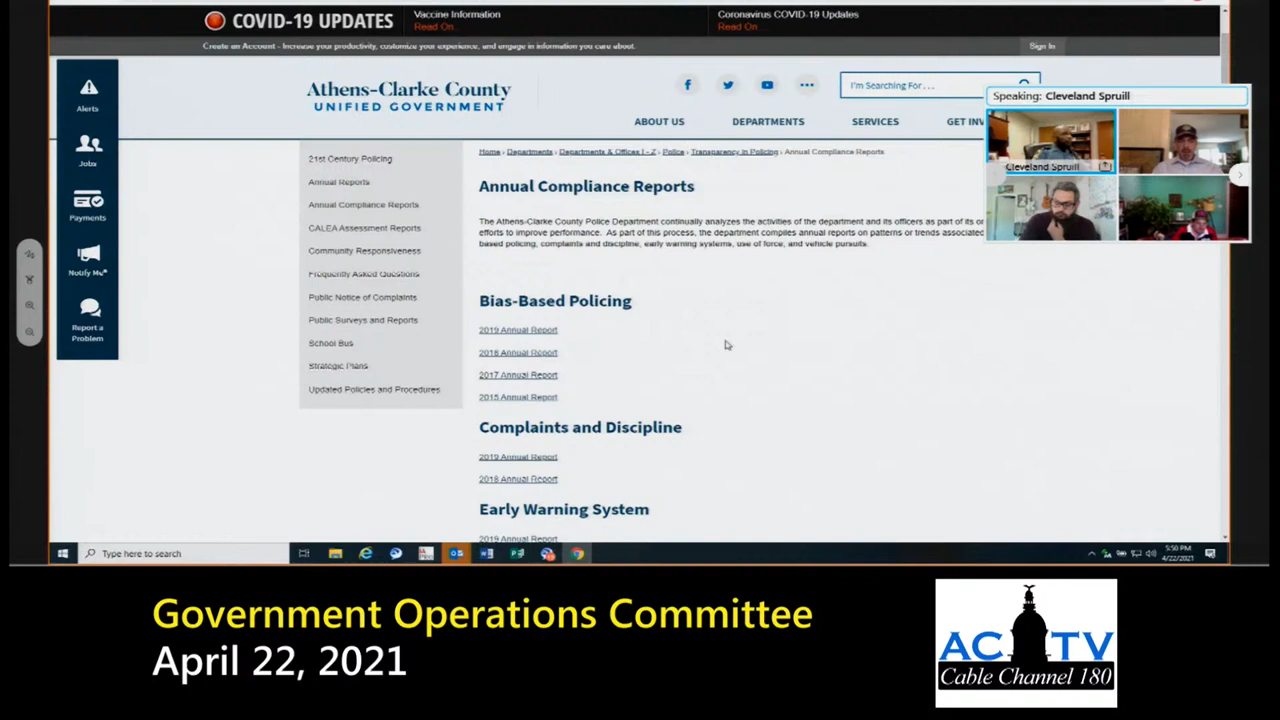 COVID-19 UPDATES
Vaccine Information
Read On
Coronavirus COVID-19 Updates
Read On
Create an Account - Increase your productivity, customize your experience, and engage in information you care about.
Sign In
Alerts
Jobs
Payments
Notify Me®
Report a
Problem
Athens-Clarke County
UNIFIED GOVERNMENT
I'm Searching For...
ABOUT US
DEPARTMENTS
SERVICES
GET INV
Speaking: Cleveland Spruill
Cleveland Spruill
21st Century Policing
Annual Reports
Annual Compliance Reports
CALEA Assessment Reports
Community Responsiveness
Frequently Asked Questions
Public Notice of Complaints
Public Surveys and Reports
School Bus
Strategic Plans
Updated Policies and Procedures
Home › Departments › Departments & Offices I - Z › Police › Transparency in Policing › Annual Compliance Reports
Annual Compliance Reports
The Athens-Clarke County Police Department continually analyzes the activities of the department and its officers as part of its
efforts to improve performance. As part of this process, the department compiles annual reports on patterns or trends associated
based policing, complaints and discipline, early warning systems, use of force, and vehicle pursuits.
Bias-Based Policing
2019 Annual Report
2018 Annual Report
2017 Annual Report
2015 Annual Report
Complaints and Discipline
2019 Annual Report
2018 Annual Report
Early Warning System
2019 Annual Report
Type here to search
5:50 PM
4/22/2021
Government Operations Committee
April 22, 2021
ACTV
Cable Channel 180